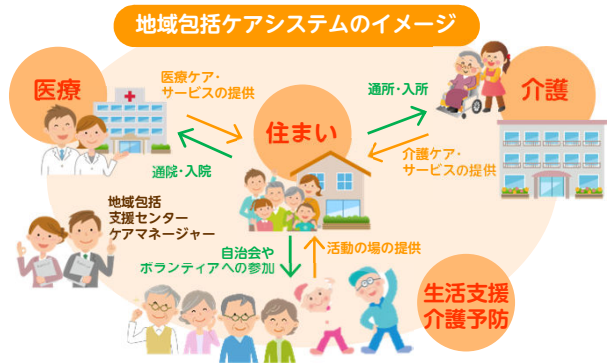 地域包括ケアシステムのイメージ
医療
医療ケア・
サービスの提供
通院・入院
住まい
通所・入所
介護
介護ケア・
サービスの提供
地域包括
支援センター
ケアマネージャー
自治会や
ボランティアへの参加
活動の場の提供
生活支援
介護予防